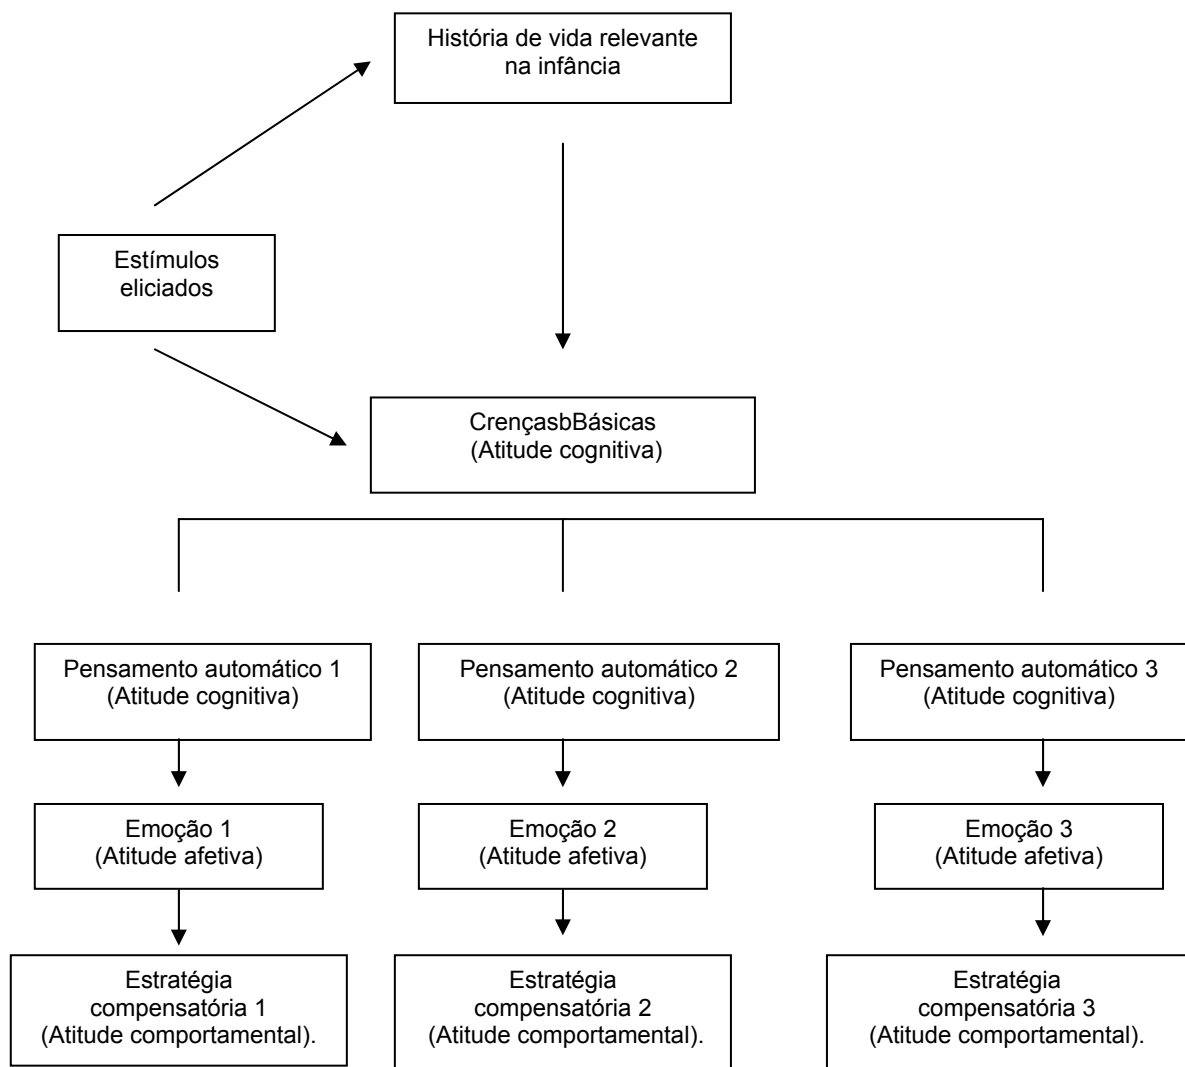 História de vida relevante
na infância
Estímulos
eliciados
CrençasbBásicas
(Atitude cognitiva)
Pensamento automático 1
(Atitude cognitiva)
Pensamento automático 2
(Atitude cognitiva)
Pensamento automático 3
(Atitude cognitiva)
Emoção 1
(Atitude afetiva)
Emoção 2
(Atitude afetiva)
Emoção 3
(Atitude afetiva)
Estratégia
compensatória 1
(Atitude comportamental).
Estratégia
compensatória 2
(Atitude comportamental).
Estratégia
compensatória 3
(Atitude comportamental).